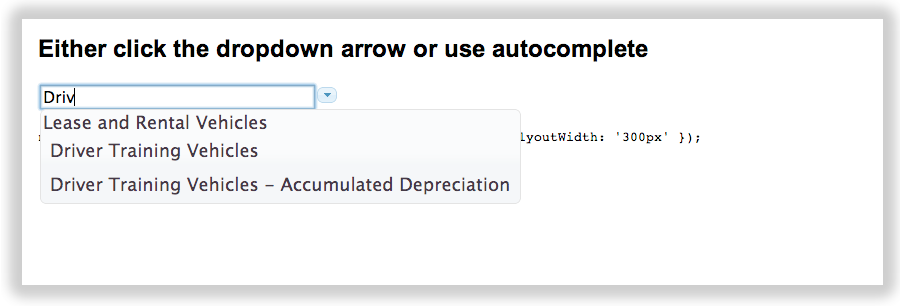 Either click the dropdown arrow or use autocomplete
Driv
Lease and Rental Vehicles
lyoutWidth: '300px' });
Driver Training Vehicles
Driver Training Vehicles – Accumulated Depreciation